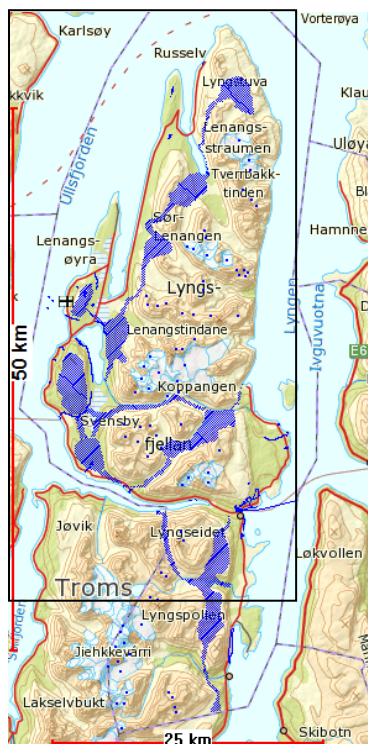 Vorterøya
Karlsøy
Russelv
kkvik
Lyngstuva
Klau
Ullsfjorden
Lenangs-
straumen
Uløya
Tverrbakk-
tinden
Sør-
Lenangen
Hamnne
Lenangs-
øyra
Lyngs-
Lyngen
Ivguvuotna
Lenangstindane
E6
50 km
Koppangen
Svensby
fjellan
Jøvik
Lyngseidet
Løkvollen
Troms
Lyngspollen
Jiehkkevárri
Lakselvbukt
Skibotn
25 km